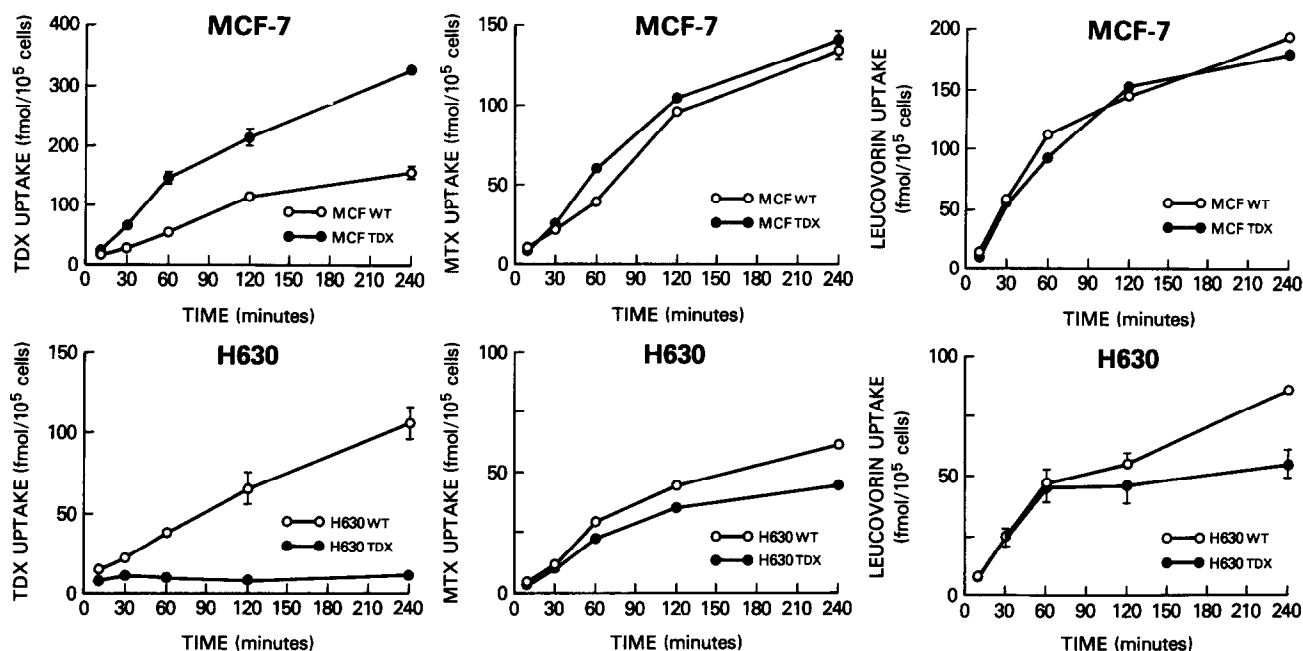 MCF-7
TDX UPTAKE (fmol/10⁵ cells)
400
300
200
100
0
MCF WT
MCF TDX
0 30 60 90 120 150 180 210 240
TIME (minutes)
MCF-7
MTX UPTAKE (fmol/10⁵ cells)
150
100
50
0
MCF WT
MCF TDX
0 30 60 90 120 150 180 210 240
TIME (minutes)
MCF-7
LEUCOVORIN UPTAKE
(fmol/10⁵ cells)
200
150
100
50
0
MCF WT
MCF TDX
0 30 60 90 120 150 180 210 240
TIME (minutes)
H630
TDX UPTAKE (fmol/10⁵ cells)
150
100
50
0
H630 WT
H630 TDX
0 30 60 90 120 150 180 210 240
TIME (minutes)
H630
MTX UPTAKE (fmol/10⁵ cells)
100
50
0
H630 WT
H630 TDX
0 30 60 90 120 150 180 210 240
TIME (minutes)
H630
LEUCOVORIN UPTAKE
(fmol/10⁵ cells)
100
50
0
H630 WT
H630 TDX
0 30 60 90 120 150 180 210 240
TIME (minutes)